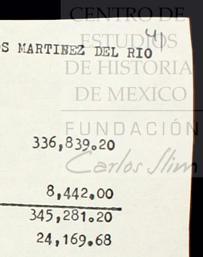 CENTRO DE
ESTUDIOS
4
OS MARTINEZ DEL RIO
DE HISTORIA
DE MEXICO
FUNDACIÓN
336,839.20
Carlos Slim
8,442.00
345,281.20
24,169.68